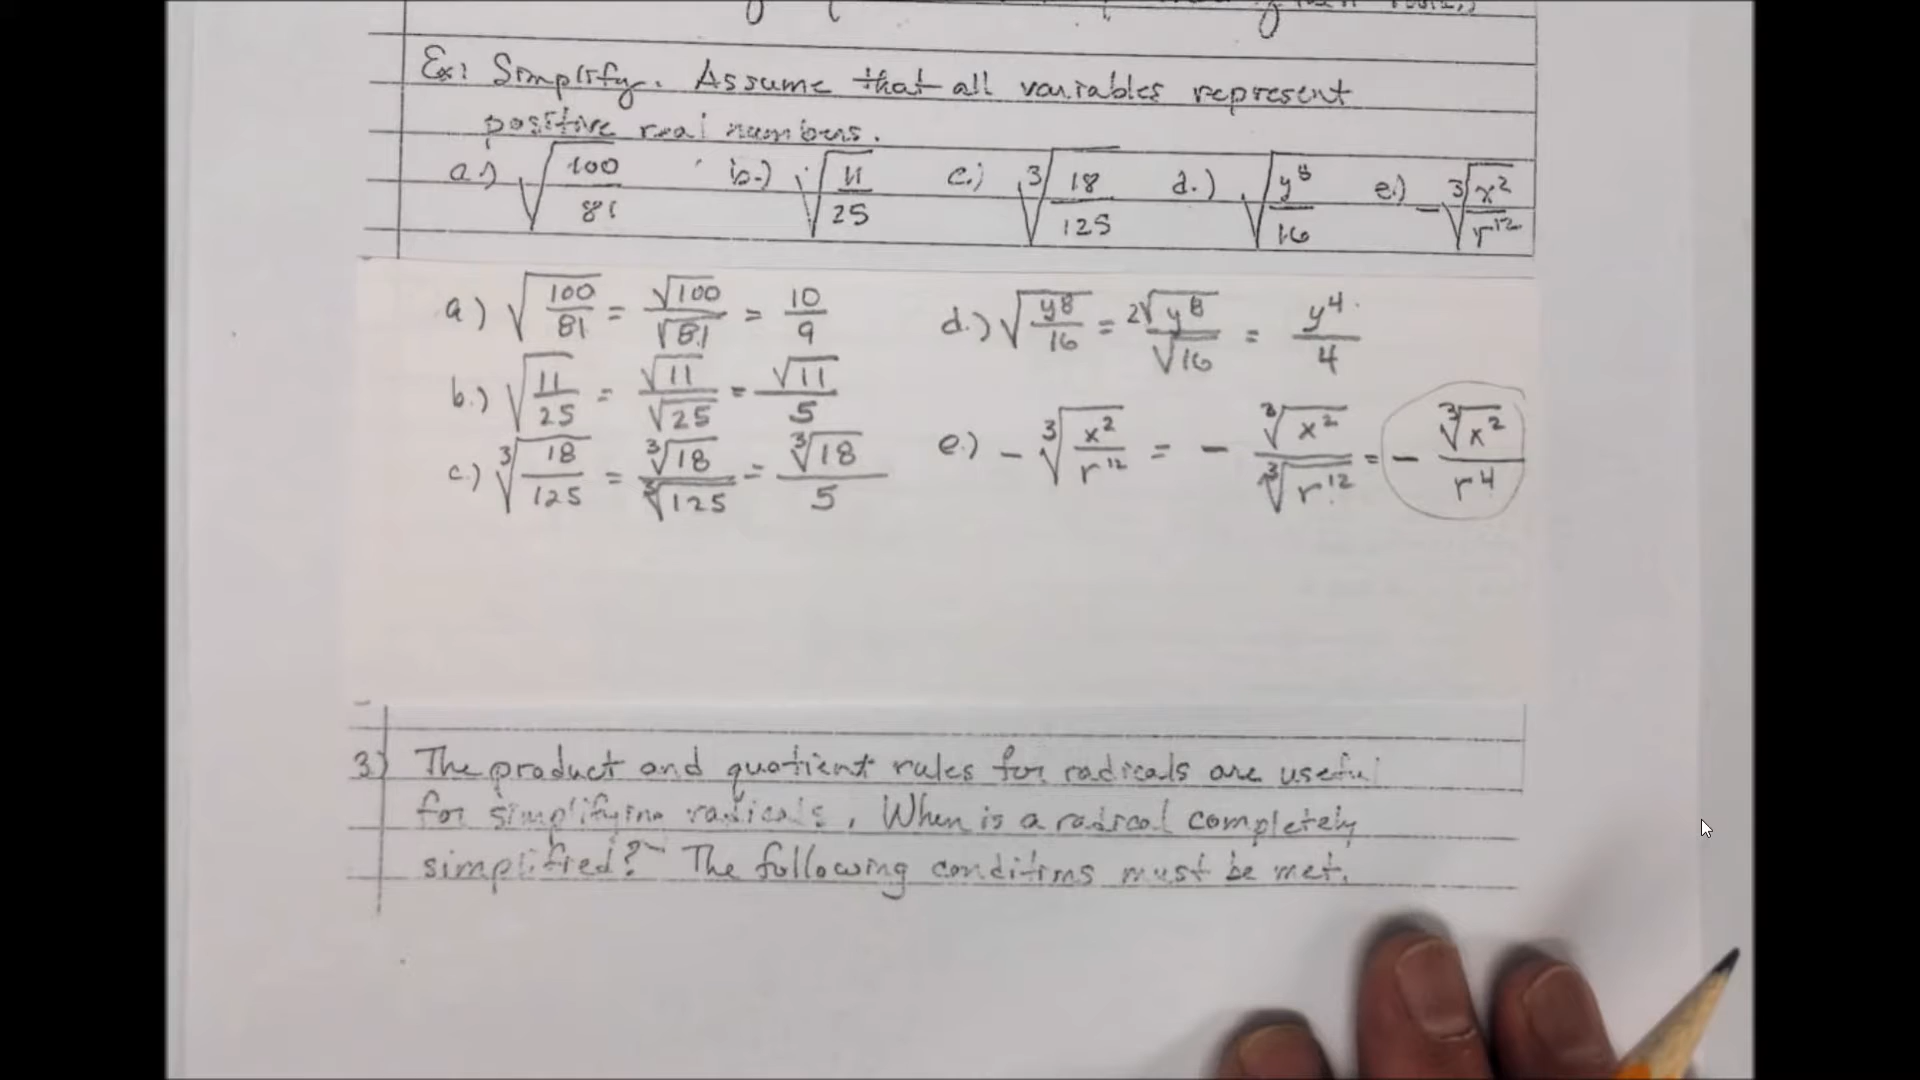 Ex: Simplify. Assume that all variables represent
positive real numbers.
a.) √(100/81) b.) √(11/25) c.) ∛(18/125) d.) √(y⁸/16) e.) -∛(x²/r¹²)
a.) √(100/81) = √100/√81 = 10/9
b.) √(11/25) = √11/√25 = √11/5
c.) ∛(18/125) = ∛18/∛125 = ∛18/5
d.) √(y⁸/16) = ²√y⁸/√16 = y⁴/4
e.) -∛(x²/r¹²) = -∛x²/∛r¹² = -∛x²/r⁴
3) The product and quotient rules for radicals are useful
for simplifying radicals. When is a radical completely
simplified? The following conditions must be met.